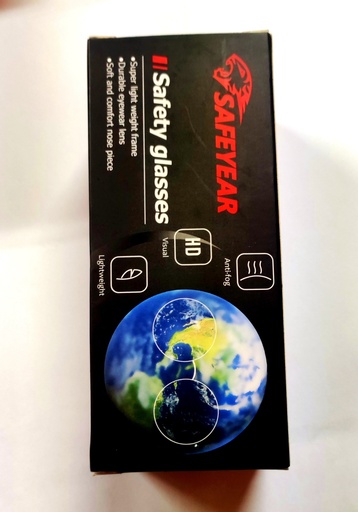 SAFEYEAR
Safety glasses
•Super light weight frame
•Durable eyewear lens
•Soft and comfort nose piece
Anti-fog
HD
Visual
Lightweight